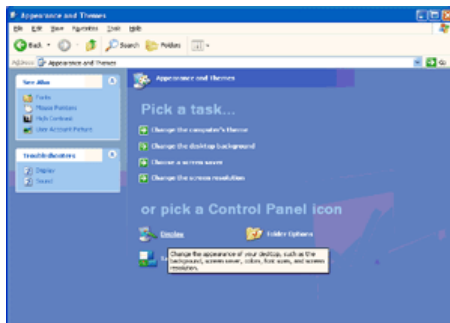 Appearance and Themes
File Edit View Favorites Tools Help
Back Search Folders
Address Appearance and Themes Go
See Also
Fonts
Mouse Pointers
High Contrast
User Account Picture
Troubleshooters
Display
Sound
Appearance and Themes
Pick a task...
Change the computer's theme
Change the desktop background
Choose a screen saver
Change the screen resolution
or pick a Control Panel icon
Display
Folder Options
Change the appearance of your desktop, such as the
background, screen saver, colors, font sizes, and screen
resolution.